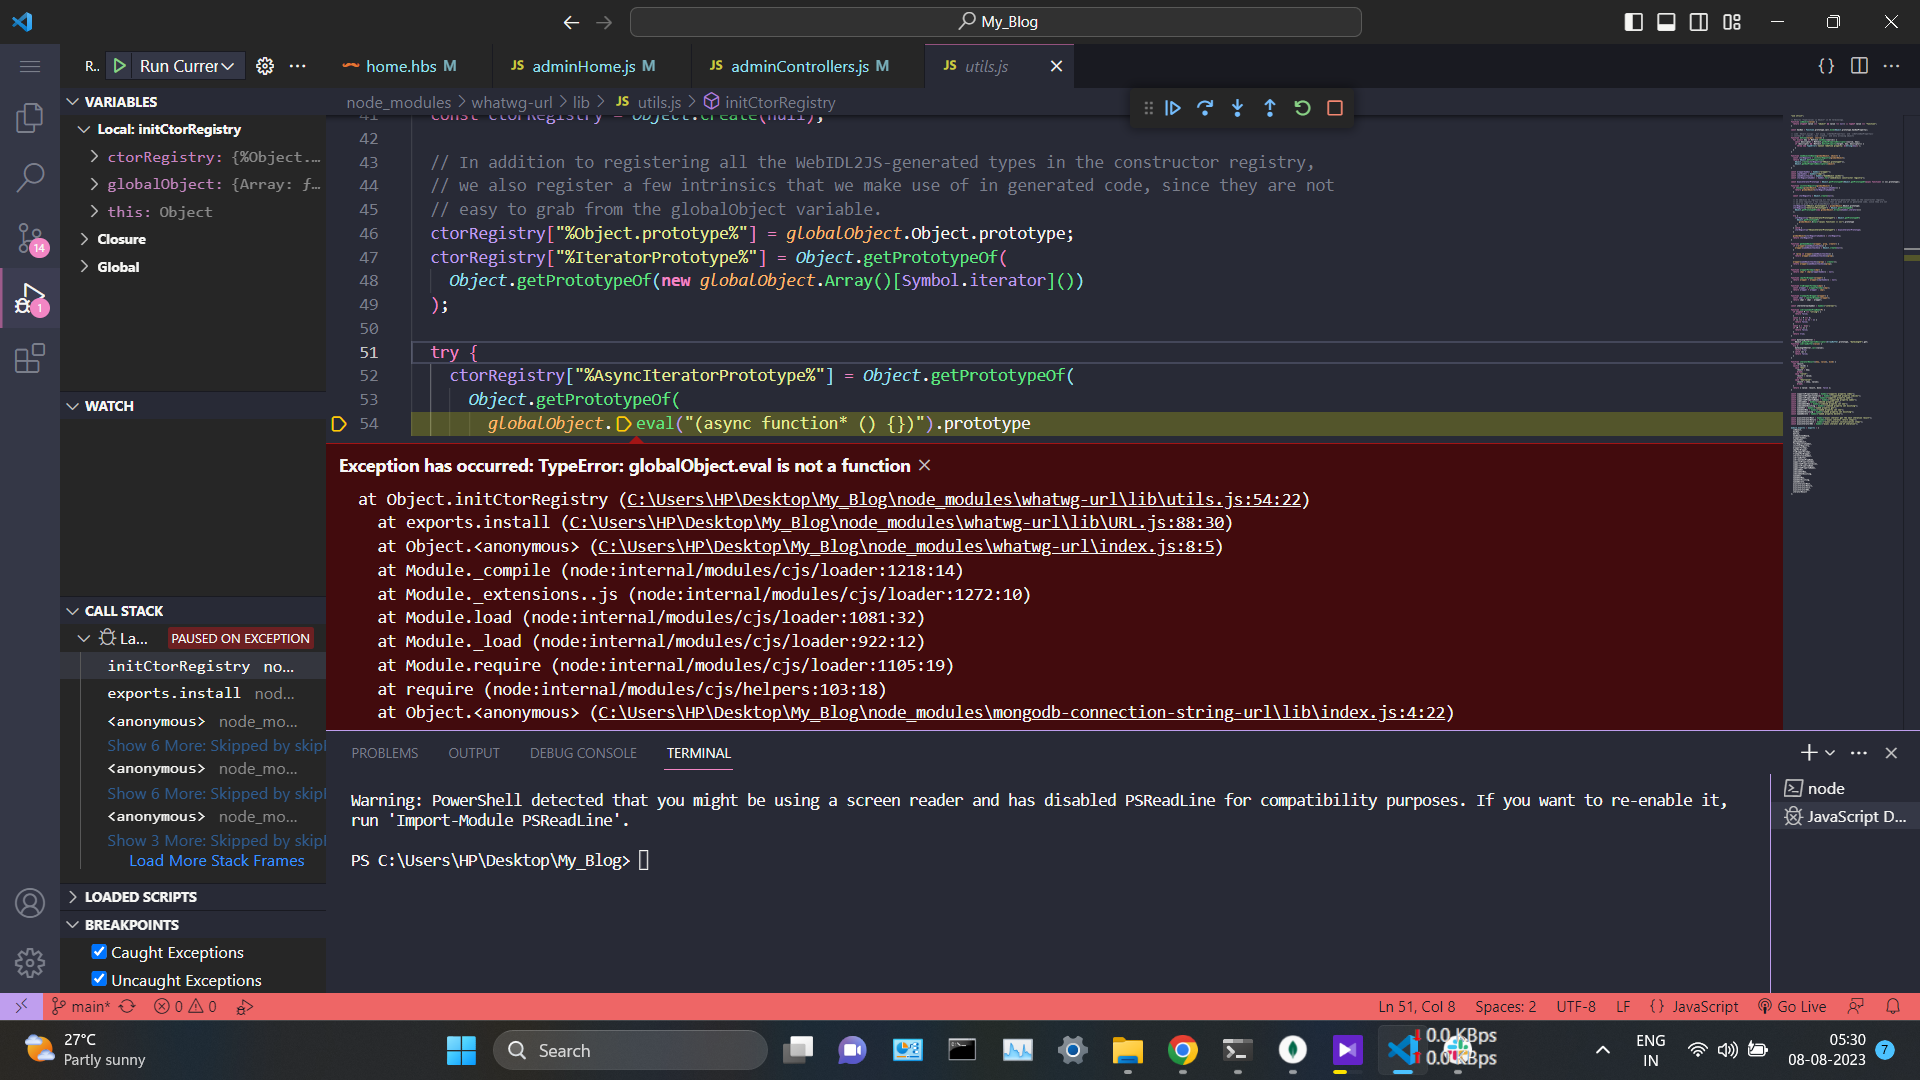 My_Blog
R..
Run Currer
home.hbs M
JS adminHome.js M
JS adminControllers.js M
JS utils.js
VARIABLES
Local: initCtorRegistry
ctorRegistry: {%Object.…
globalObject: {Array: ƒ…
this: Object
Closure
Global
WATCH
CALL STACK
La... PAUSED ON EXCEPTION
initCtorRegistry no...
exports.install nod...
<anonymous> node_mo...
Show 6 More: Skipped by skipF
<anonymous> node_mo...
Show 6 More: Skipped by skipF
<anonymous> node_mo...
Show 3 More: Skipped by skipF
Load More Stack Frames
LOADED SCRIPTS
BREAKPOINTS
Caught Exceptions
Uncaught Exceptions
14
1
node_modules > whatwg-url > lib > JS utils.js > initCtorRegistry
41 const ctorRegistry = Object.create(null);
42
43 // In addition to registering all the WebIDL2JS-generated types in the constructor registry,
44 // we also register a few intrinsics that we make use of in generated code, since they are not
45 // easy to grab from the globalObject variable.
46 ctorRegistry["%Object.prototype%"] = globalObject.Object.prototype;
47 ctorRegistry["%IteratorPrototype%"] = Object.getPrototypeOf(
48 Object.getPrototypeOf(new globalObject.Array()[Symbol.iterator]())
49 );
50
51 try {
52 ctorRegistry["%AsyncIteratorPrototype%"] = Object.getPrototypeOf(
53 Object.getPrototypeOf(
54 globalObject.eval("(async function* () {})").prototype
Exception has occurred: TypeError: globalObject.eval is not a function
at Object.initCtorRegistry (C:\Users\HP\Desktop\My_Blog\node_modules\whatwg-url\lib\utils.js:54:22)
at exports.install (C:\Users\HP\Desktop\My_Blog\node_modules\whatwg-url\lib\URL.js:88:30)
at Object.<anonymous> (C:\Users\HP\Desktop\My_Blog\node_modules\whatwg-url\index.js:8:5)
at Module._compile (node:internal/modules/cjs/loader:1218:14)
at Module._extensions..js (node:internal/modules/cjs/loader:1272:10)
at Module.load (node:internal/modules/cjs/loader:1081:32)
at Module._load (node:internal/modules/cjs/loader:922:12)
at Module.require (node:internal/modules/cjs/loader:1105:19)
at require (node:internal/modules/cjs/helpers:103:18)
at Object.<anonymous> (C:\Users\HP\Desktop\My_Blog\node_modules\mongodb-connection-string-url\lib\index.js:4:22)
PROBLEMS OUTPUT DEBUG CONSOLE TERMINAL
Warning: PowerShell detected that you might be using a screen reader and has disabled PSReadLine for compatibility purposes. If you want to re-enable it,
run 'Import-Module PSReadLine'.
PS C:\Users\HP\Desktop\My_Blog>
node
JavaScript D...
main* 0 0
Ln 51, Col 8 Spaces: 2 UTF-8 LF {} JavaScript Go Live
27°C
Partly sunny
Search
0.0 KBps
0.0 KBps
ENG
IN
05:30
08-08-2023
7